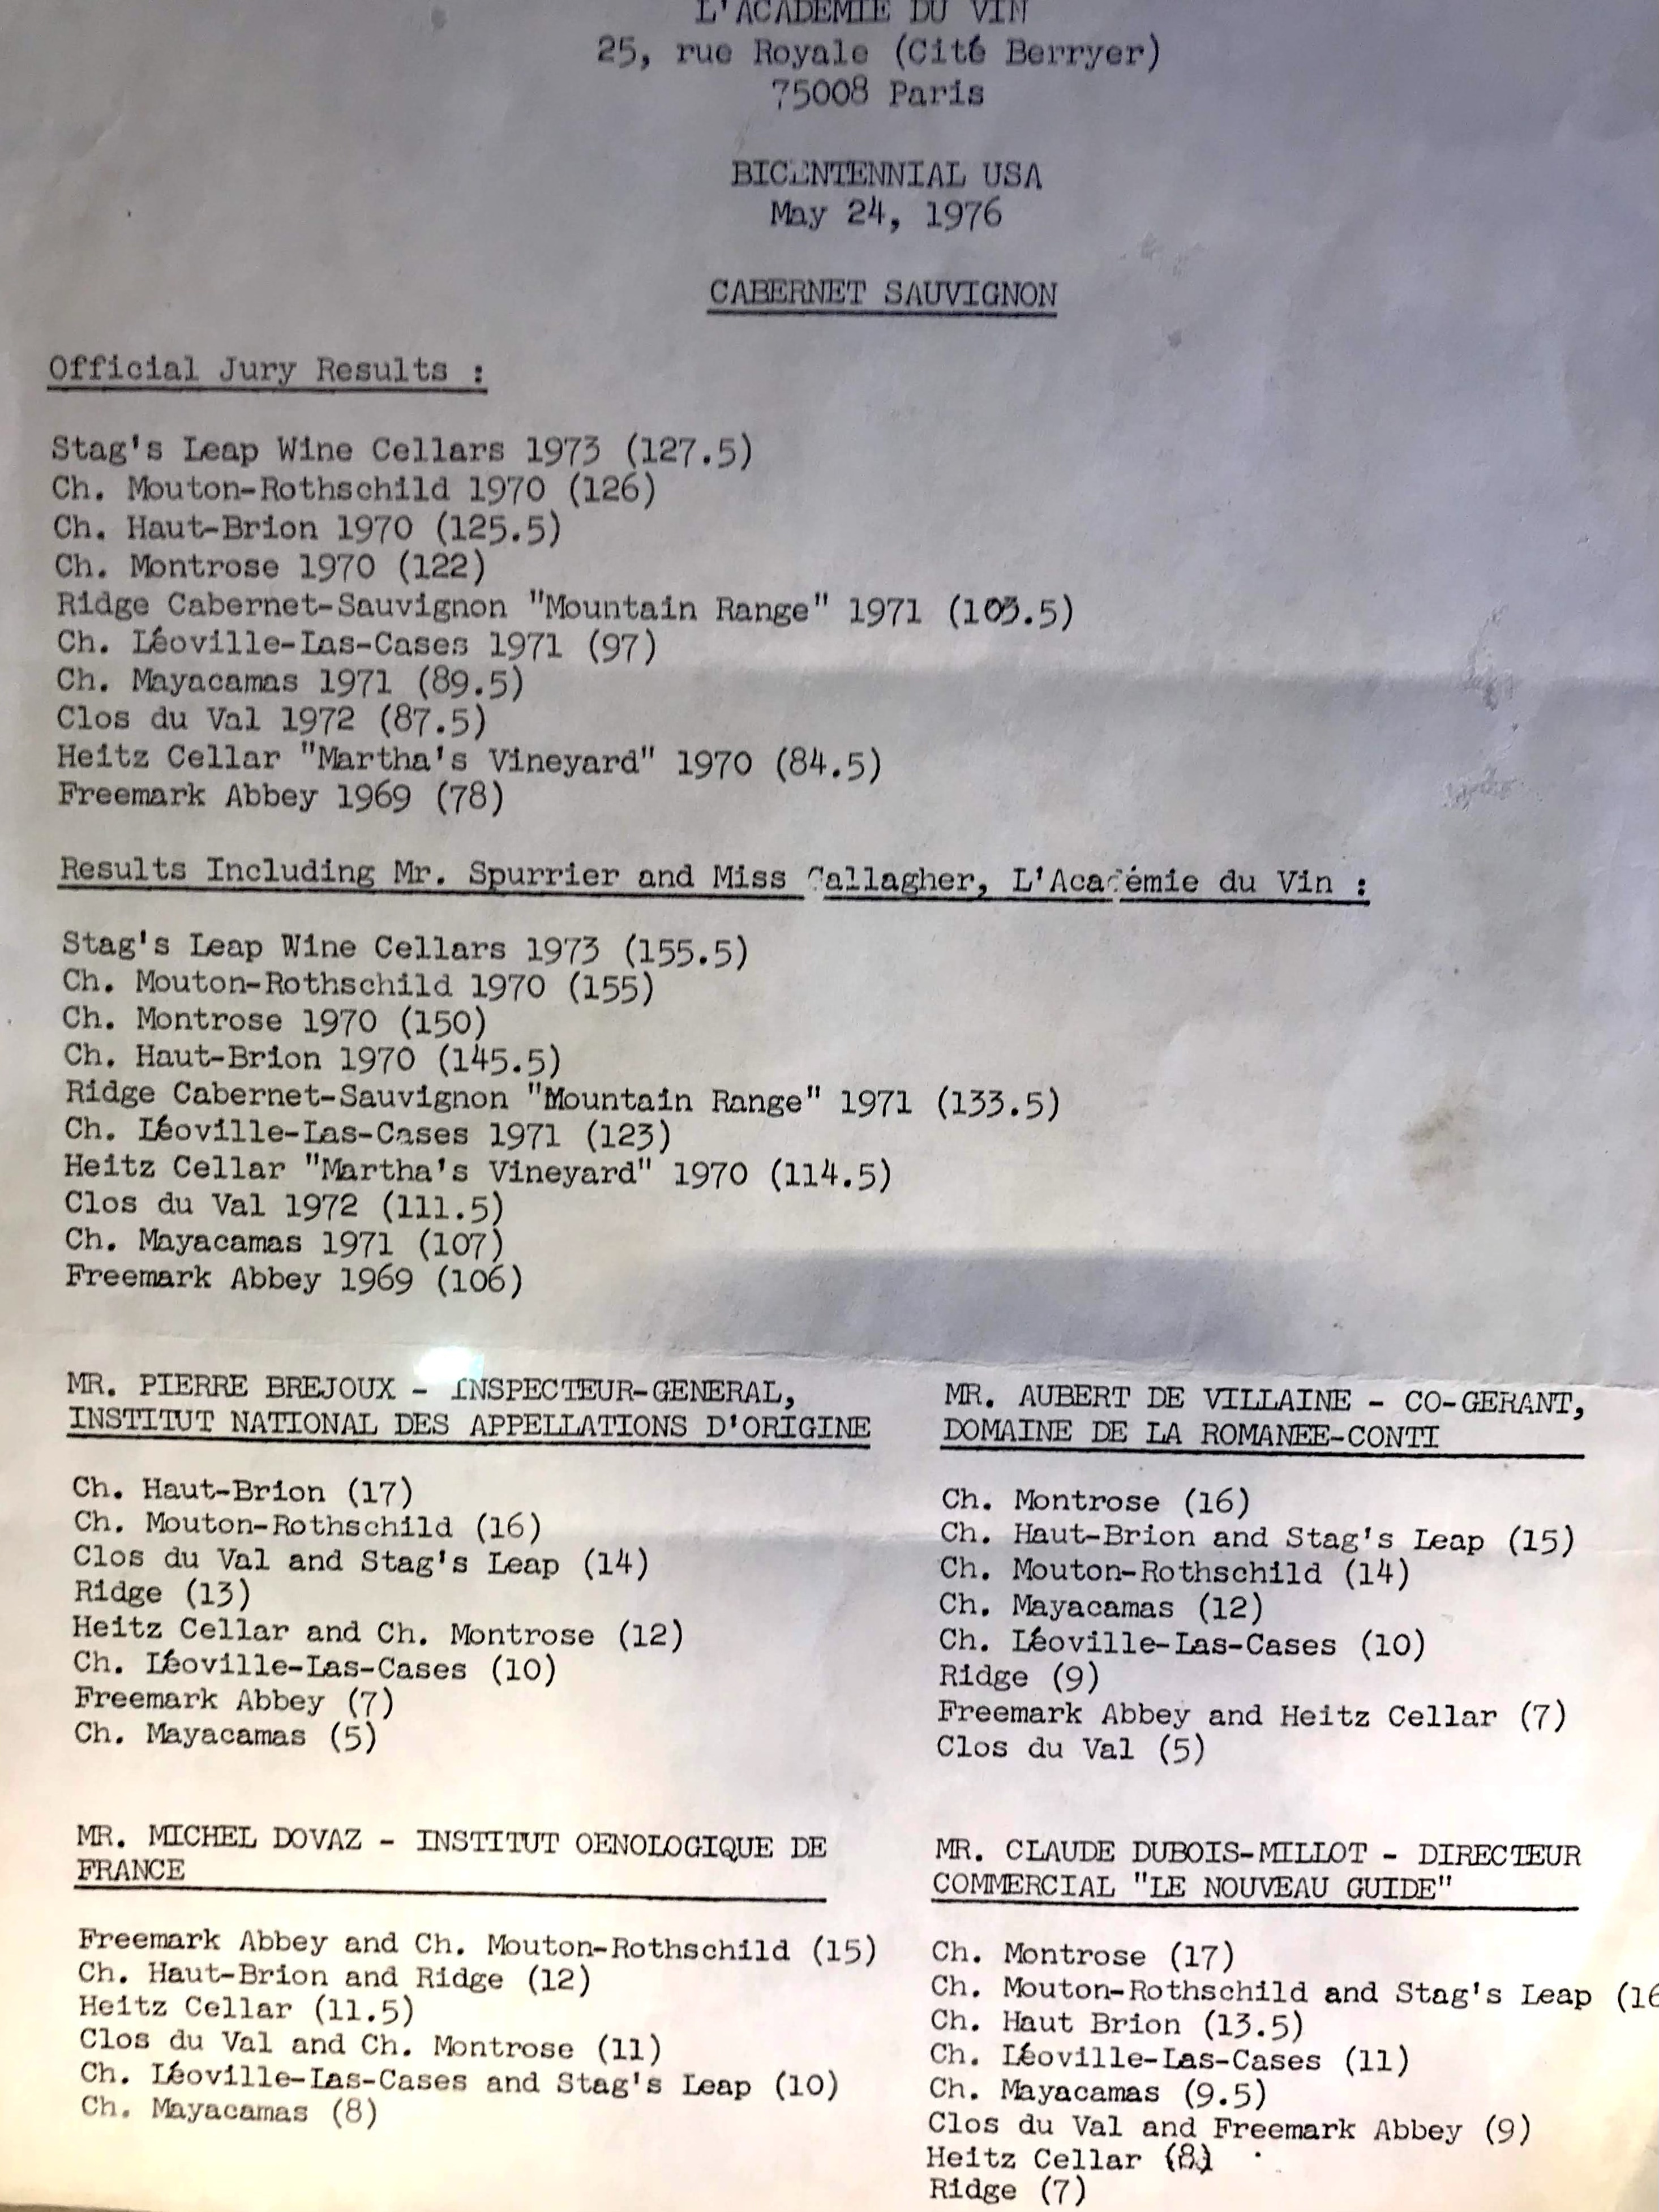 L'ACADEMIE DU VIN
25, rue Royale (Cité Berryer)
75008 Paris
BICENTENNIAL USA
May 24, 1976
CABERNET SAUVIGNON
Official Jury Results :
Stag's Leap Wine Cellars 1973 (127.5)
Ch. Mouton-Rothschild 1970 (126)
Ch. Haut-Brion 1970 (125.5)
Ch. Montrose 1970 (122)
Ridge Cabernet-Sauvignon "Mountain Range" 1971 (103.5)
Ch. Léoville-Las-Cases 1971 (97)
Ch. Mayacamas 1971 (89.5)
Clos du Val 1972 (87.5)
Heitz Cellar "Martha's Vineyard" 1970 (84.5)
Freemark Abbey 1969 (78)
Results Including Mr. Spurrier and Miss Gallagher, L'Académie du Vin :
Stag's Leap Wine Cellars 1973 (155.5)
Ch. Mouton-Rothschild 1970 (155)
Ch. Montrose 1970 (150)
Ch. Haut-Brion 1970 (145.5)
Ridge Cabernet-Sauvignon "Mountain Range" 1971 (133.5)
Ch. Léoville-Las-Cases 1971 (123)
Heitz Cellar "Martha's Vineyard" 1970 (114.5)
Clos du Val 1972 (111.5)
Ch. Mayacamas 1971 (107)
Freemark Abbey 1969 (106)
MR. PIERRE BREJOUX - INSPECTEUR-GENERAL,
INSTITUT NATIONAL DES APPELLATIONS D'ORIGINE
Ch. Haut-Brion (17)
Ch. Mouton-Rothschild (16)
Clos du Val and Stag's Leap (14)
Ridge (13)
Heitz Cellar and Ch. Montrose (12)
Ch. Léoville-Las-Cases (10)
Freemark Abbey (7)
Ch. Mayacamas (5)
MR. AUBERT DE VILLAINE - CO-GERANT,
DOMAINE DE LA ROMANEE-CONTI
Ch. Montrose (16)
Ch. Haut-Brion and Stag's Leap (15)
Ch. Mouton-Rothschild (14)
Ch. Mayacamas (12)
Ch. Léoville-Las-Cases (10)
Ridge (9)
Freemark Abbey and Heitz Cellar (7)
Clos du Val (5)
MR. MICHEL DOVAZ - INSTITUT OENOLOGIQUE DE
FRANCE
Freemark Abbey and Ch. Mouton-Rothschild (15)
Ch. Haut-Brion and Ridge (12)
Heitz Cellar (11.5)
Clos du Val and Ch. Montrose (11)
Ch. Léoville-Las-Cases and Stag's Leap (10)
Ch. Mayacamas (8)
MR. CLAUDE DUBOIS-MILLOT - DIRECTEUR
COMMERCIAL "LE NOUVEAU GUIDE"
Ch. Montrose (17)
Ch. Mouton-Rothschild and Stag's Leap (16
Ch. Haut Brion (13.5)
Ch. Léoville-Las-Cases (11)
Ch. Mayacamas (9.5)
Clos du Val and Freemark Abbey (9)
Heitz Cellar (8)
Ridge (7)